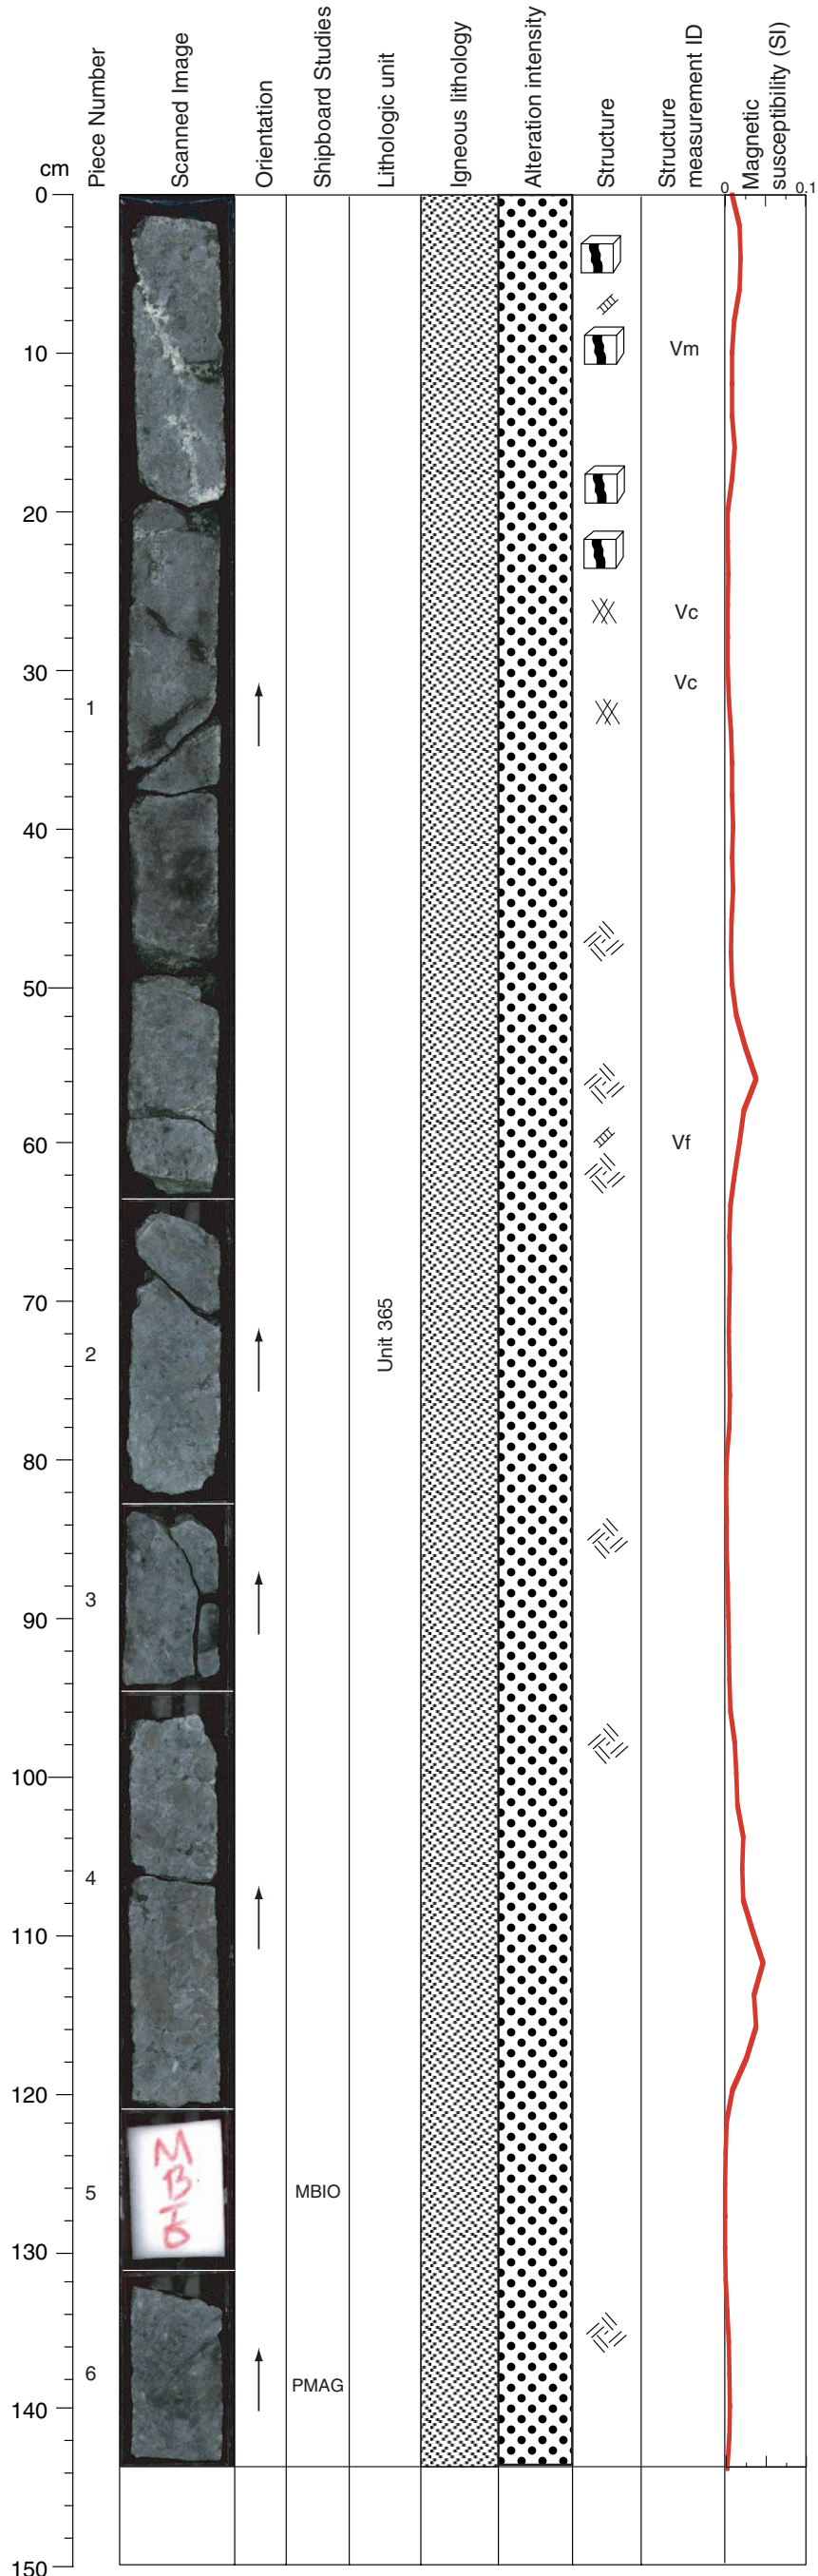 cm
Piece Number
Scanned Image
Orientation
Shipboard Studies
Lithologic unit
Igneous lithology
Alteration intensity
Structure
Structure
measurement ID
Magnetic
susceptibility (SI)
0
0.1
0
10
Vm
20
Vc
30
Vc
1
40
50
60
Vf
70
Unit 365
2
80
3
90
100
4
110
120
MBIO
5
MBIO
130
6
PMAG
140
150